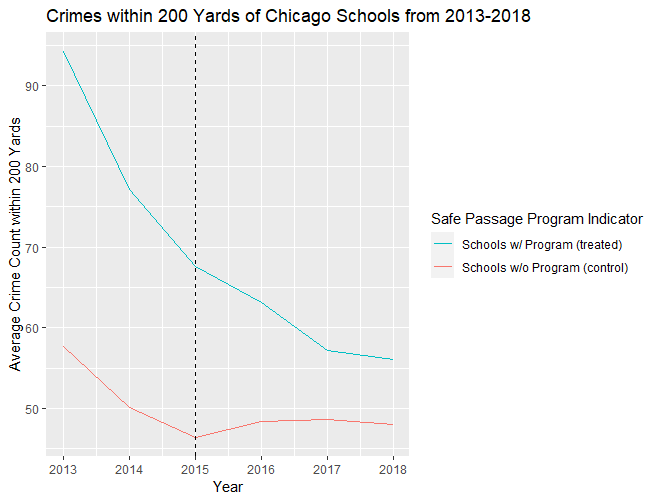 Crimes within 200 Yards of Chicago Schools from 2013-2018
Average Crime Count within 200 Yards
90
80
70
60
50
2013 2014 2015 2016 2017 2018
Year
Safe Passage Program Indicator
Schools w/ Program (treated)
Schools w/o Program (control)